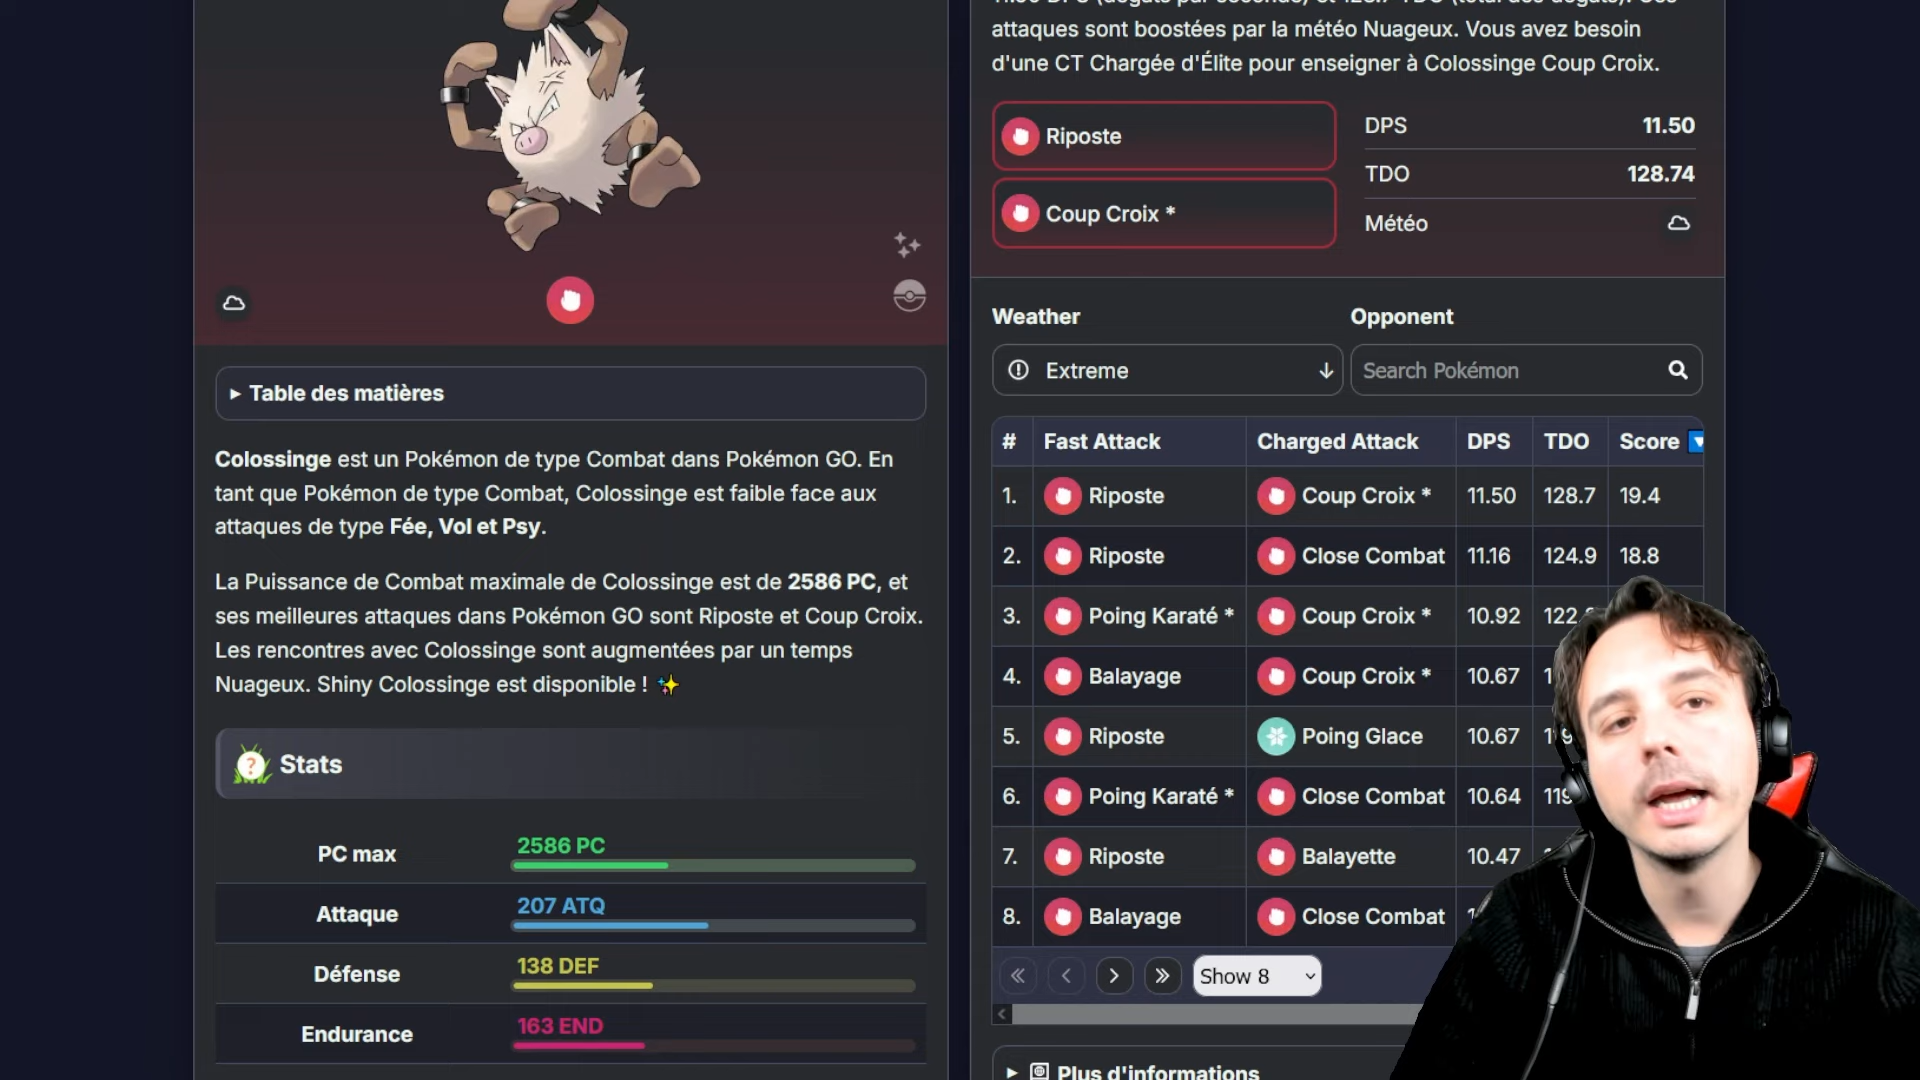 Table des matières
Colossinge est un Pokémon de type Combat dans Pokémon GO. En
tant que Pokémon de type Combat, Colossinge est faible face aux
attaques de type Fée, Vol et Psy.
La Puissance de Combat maximale de Colossinge est de 2586 PC, et
ses meilleures attaques dans Pokémon GO sont Riposte et Coup Croix.
Les rencontres avec Colossinge sont augmentées par un temps
Nuageux. Shiny Colossinge est disponible ! ✨
Stats
PC max 2586 PC
Attaque 207 ATQ
Défense 138 DEF
Endurance 163 END
attaques sont boostées par la météo Nuageux. Vous avez besoin
d'une CT Chargée d'Élite pour enseigner à Colossinge Coup Croix.
Riposte
Coup Croix *
DPS 11.50
TDO 128.74
Météo
Weather Opponent
Extreme Search Pokémon
# Fast Attack Charged Attack DPS TDO Score
1. Riposte Coup Croix * 11.50 128.7 19.4
2. Riposte Close Combat 11.16 124.9 18.8
3. Poing Karaté * Coup Croix * 10.92
4. Balayage Coup Croix * 10.67
5. Riposte Poing Glace 10.67
6. Poing Karaté * Close Combat 10.64
7. Riposte Balayette 10.47
8. Balayage Close Combat
Show 8
Plus d'informations